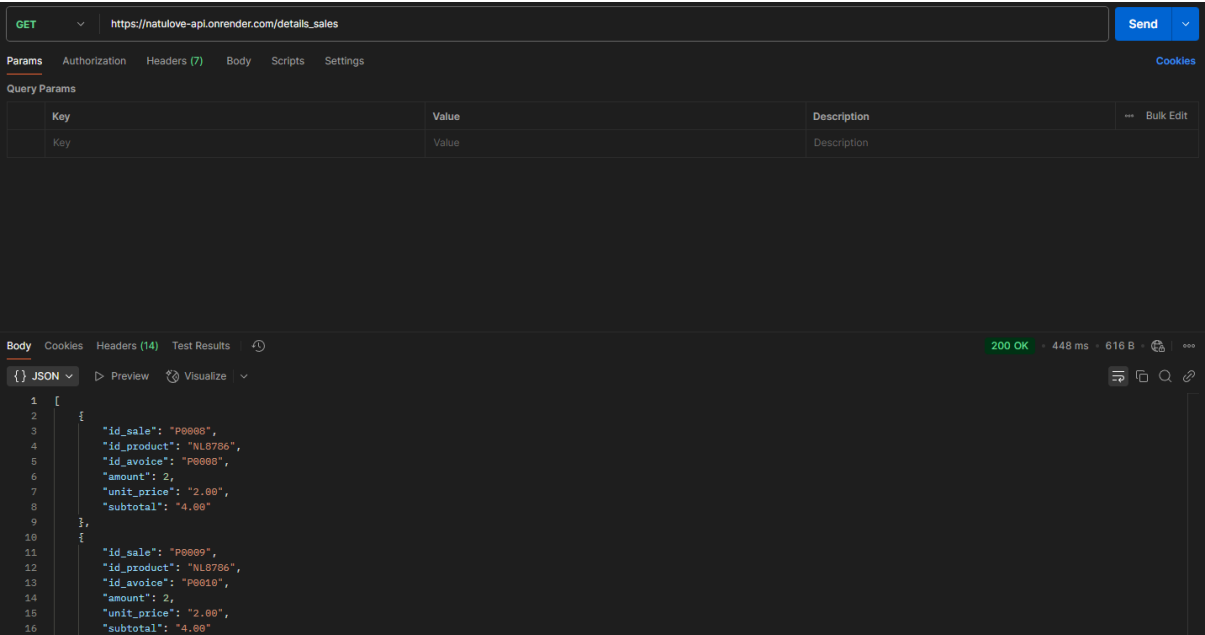 GET https://natulove-api.onrender.com/details_sales Send
Params Authorization Headers (7) Body Scripts Settings Cookies
Query Params
Key Value Description Bulk Edit
Key Value Description
Body Cookies Headers (14) Test Results 200 OK 448 ms 616 B
{} JSON Preview Visualize
1 [
2 {
3 "id_sale": "P0008",
4 "id_product": "NL8786",
5 "id_avoice": "P0008",
6 "amount": 2,
7 "unit_price": "2.00",
8 "subtotal": "4.00"
9 },
10 {
11 "id_sale": "P0009",
12 "id_product": "NL8786",
13 "id_avoice": "P0010",
14 "amount": 2,
15 "unit_price": "2.00",
16 "subtotal": "4.00"